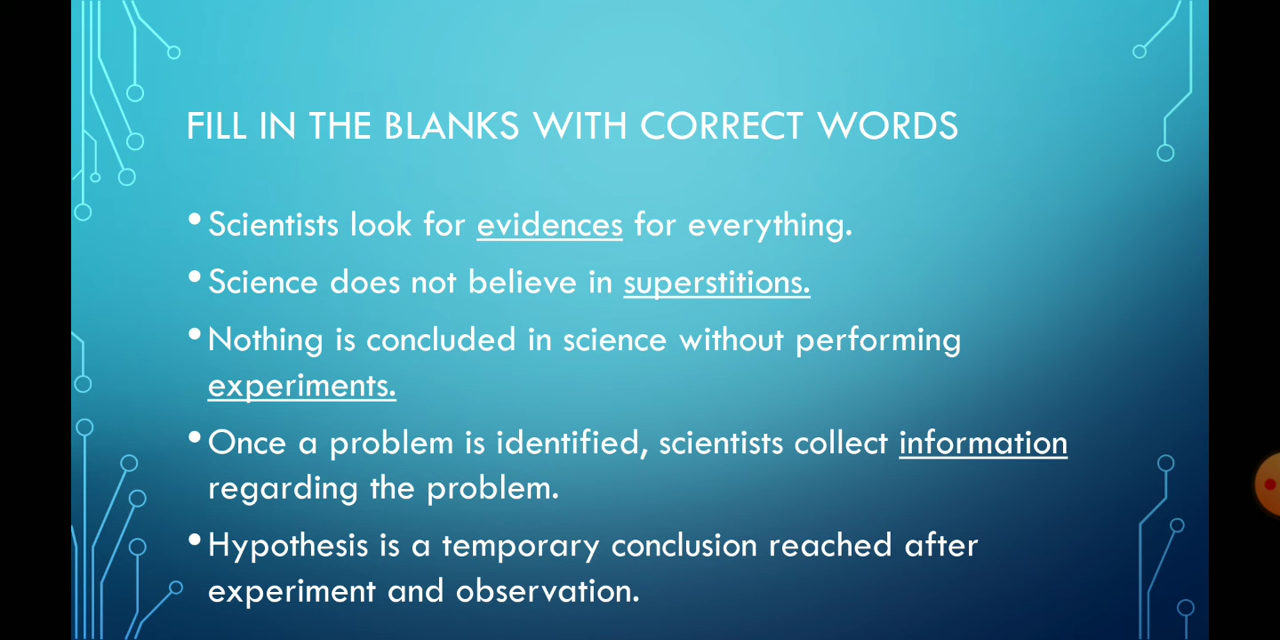 FILL IN THE BLANKS WITH CORRECT WORDS
• Scientists look for evidences for everything.
• Science does not believe in superstitions.
• Nothing is concluded in science without performing
experiments.
• Once a problem is identified, scientists collect information
regarding the problem.
• Hypothesis is a temporary conclusion reached after
experiment and observation.